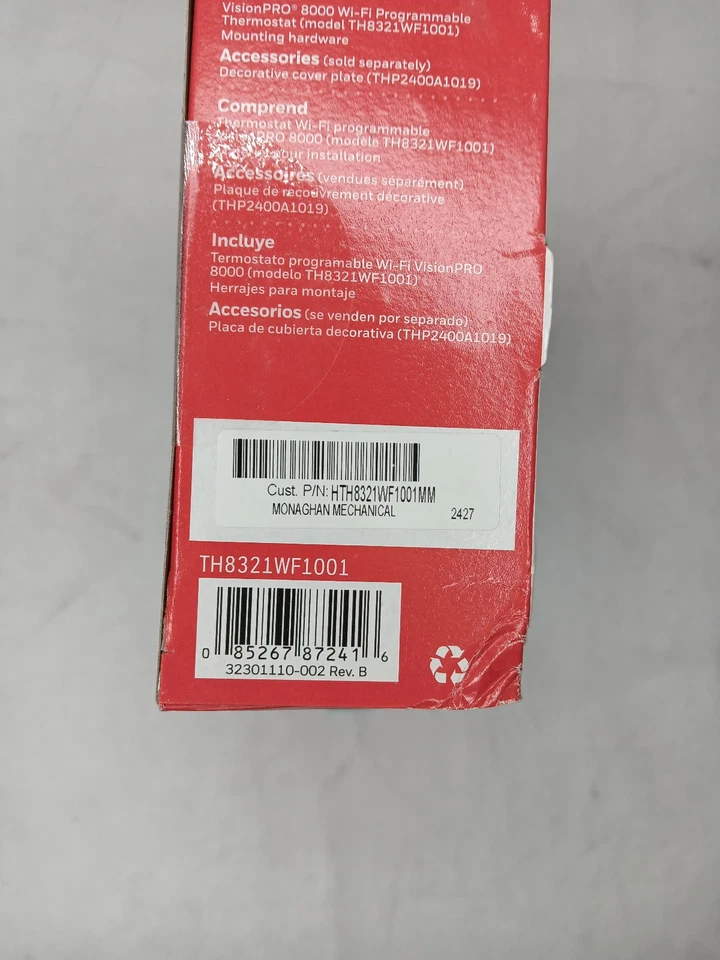 VisionPRO® 8000 Wi-Fi Programmable
Thermostat (model TH8321WF1001)
Mounting hardware
Accessories (sold separately)
Decorative cover plate (THP2400A1019)
Comprend
Thermostat Wi-Fi programmable
VisionPRO 8000 (modèle TH8321WF1001)
pour installation
Accessoires (vendues séparément)
Plaque de recouvrement décorative
(THP2400A1019)
Incluye
Termostato programable Wi-Fi VisionPRO
8000 (modelo TH8321WF1001)
Herrajes para montaje
Accesorios (se venden por separado)
Placa de cubierta decorativa (THP2400A1019)
Cust. P/N: HTH8321WF1001MM
MONAGHAN MECHANICAL 2427
TH8321WF1001
0 85267 87241 6
32301110-002 Rev. B